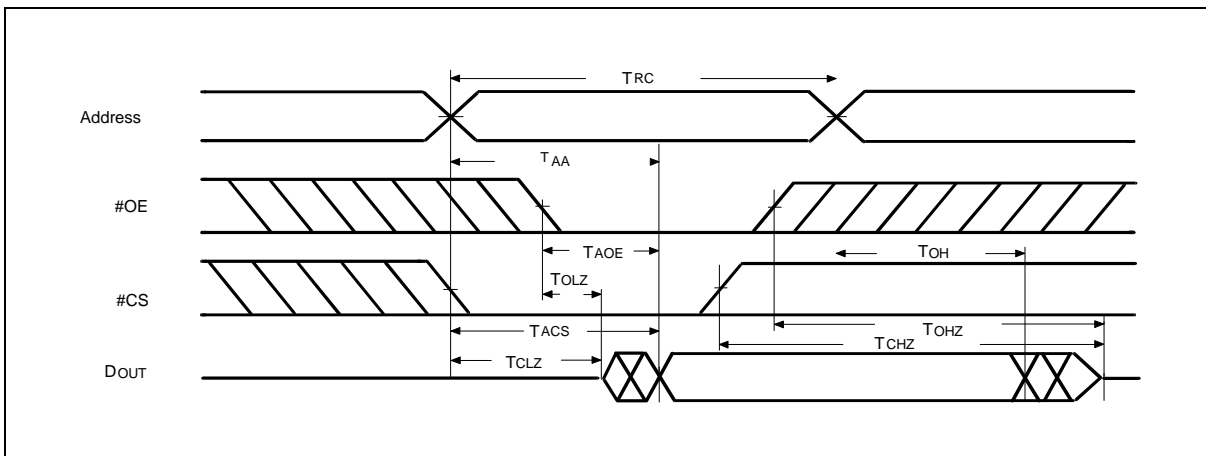 TRC
Address
TAA
#OE
TAOE
TOH
TOLZ
#CS
TOHZ
TACS
TCHZ
TCLZ
DOUT